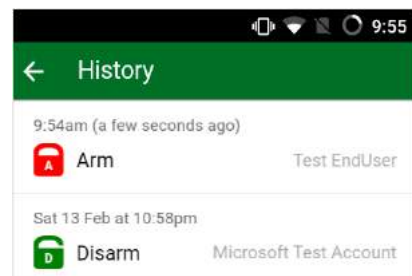 9:55
History
9:54am (a few seconds ago)
A Arm Test EndUser
Sat 13 Feb at 10:58pm
D Disarm Microsoft Test Account